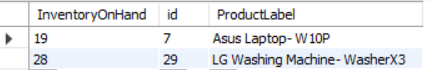 InventoryOnHand id ProductLabel
19 7 Asus Laptop- W10P
28 29 LG Washing Machine- WasherX3